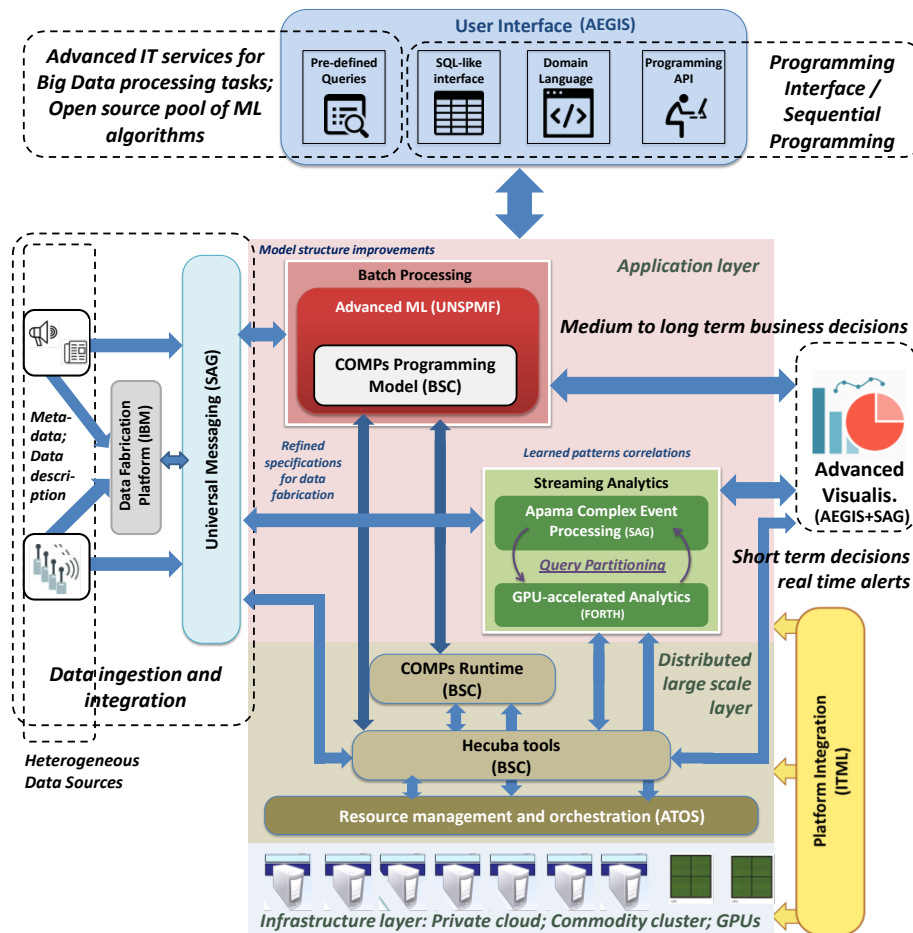 User Interface (AEGIS)
Advanced IT services for
Big Data processing tasks;
Open source pool of ML
algorithms
Pre-defined
Queries
SQL-like
interface
Domain
Language
Programming
API
Programming
Interface /
Sequential
Programming
Model structure improvements
Batch Processing
Application layer
Advanced ML (UNSPMF)
COMPs Programming
Model (BSC)
Medium to long term business decisions
Universal Messaging (SAG)
Data Fabrication
Platform (IBM)
Meta-
data;
Data
descri-
ption
Refined
specifications
for data
fabrication
Learned patterns correlations
Streaming Analytics
Apama Complex Event
Processing (SAG)
Query Partitioning
GPU-accelerated Analytics
(FORTH)
Advanced
Visualis.
(AEGIS+SAG)
Short term decisions
real time alerts
Data ingestion and
integration
Heterogeneous
Data Sources
COMPs Runtime
(BSC)
Distributed
large scale
layer
Hecuba tools
(BSC)
Resource management and orchestration (ATOS)
Platform Integration
(ITML)
Infrastructure layer: Private cloud; Commodity cluster; GPUs